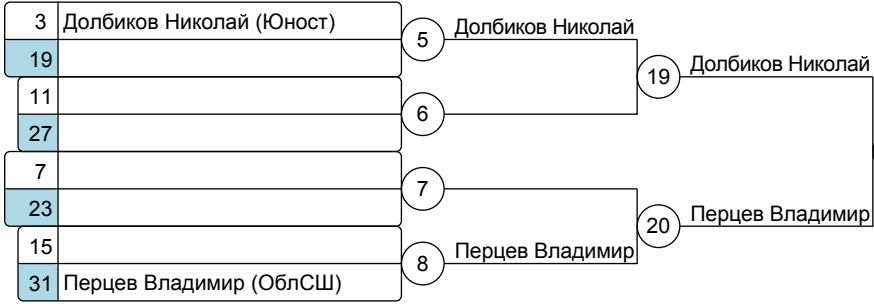 3 Долбиков Николай (Юност)
19
5 Долбиков Николай
11
27
6
19 Долбиков Николай
7
23
7
15
31 Перцев Владимир (ОблСШ)
8 Перцев Владимир
20 Перцев Владимир